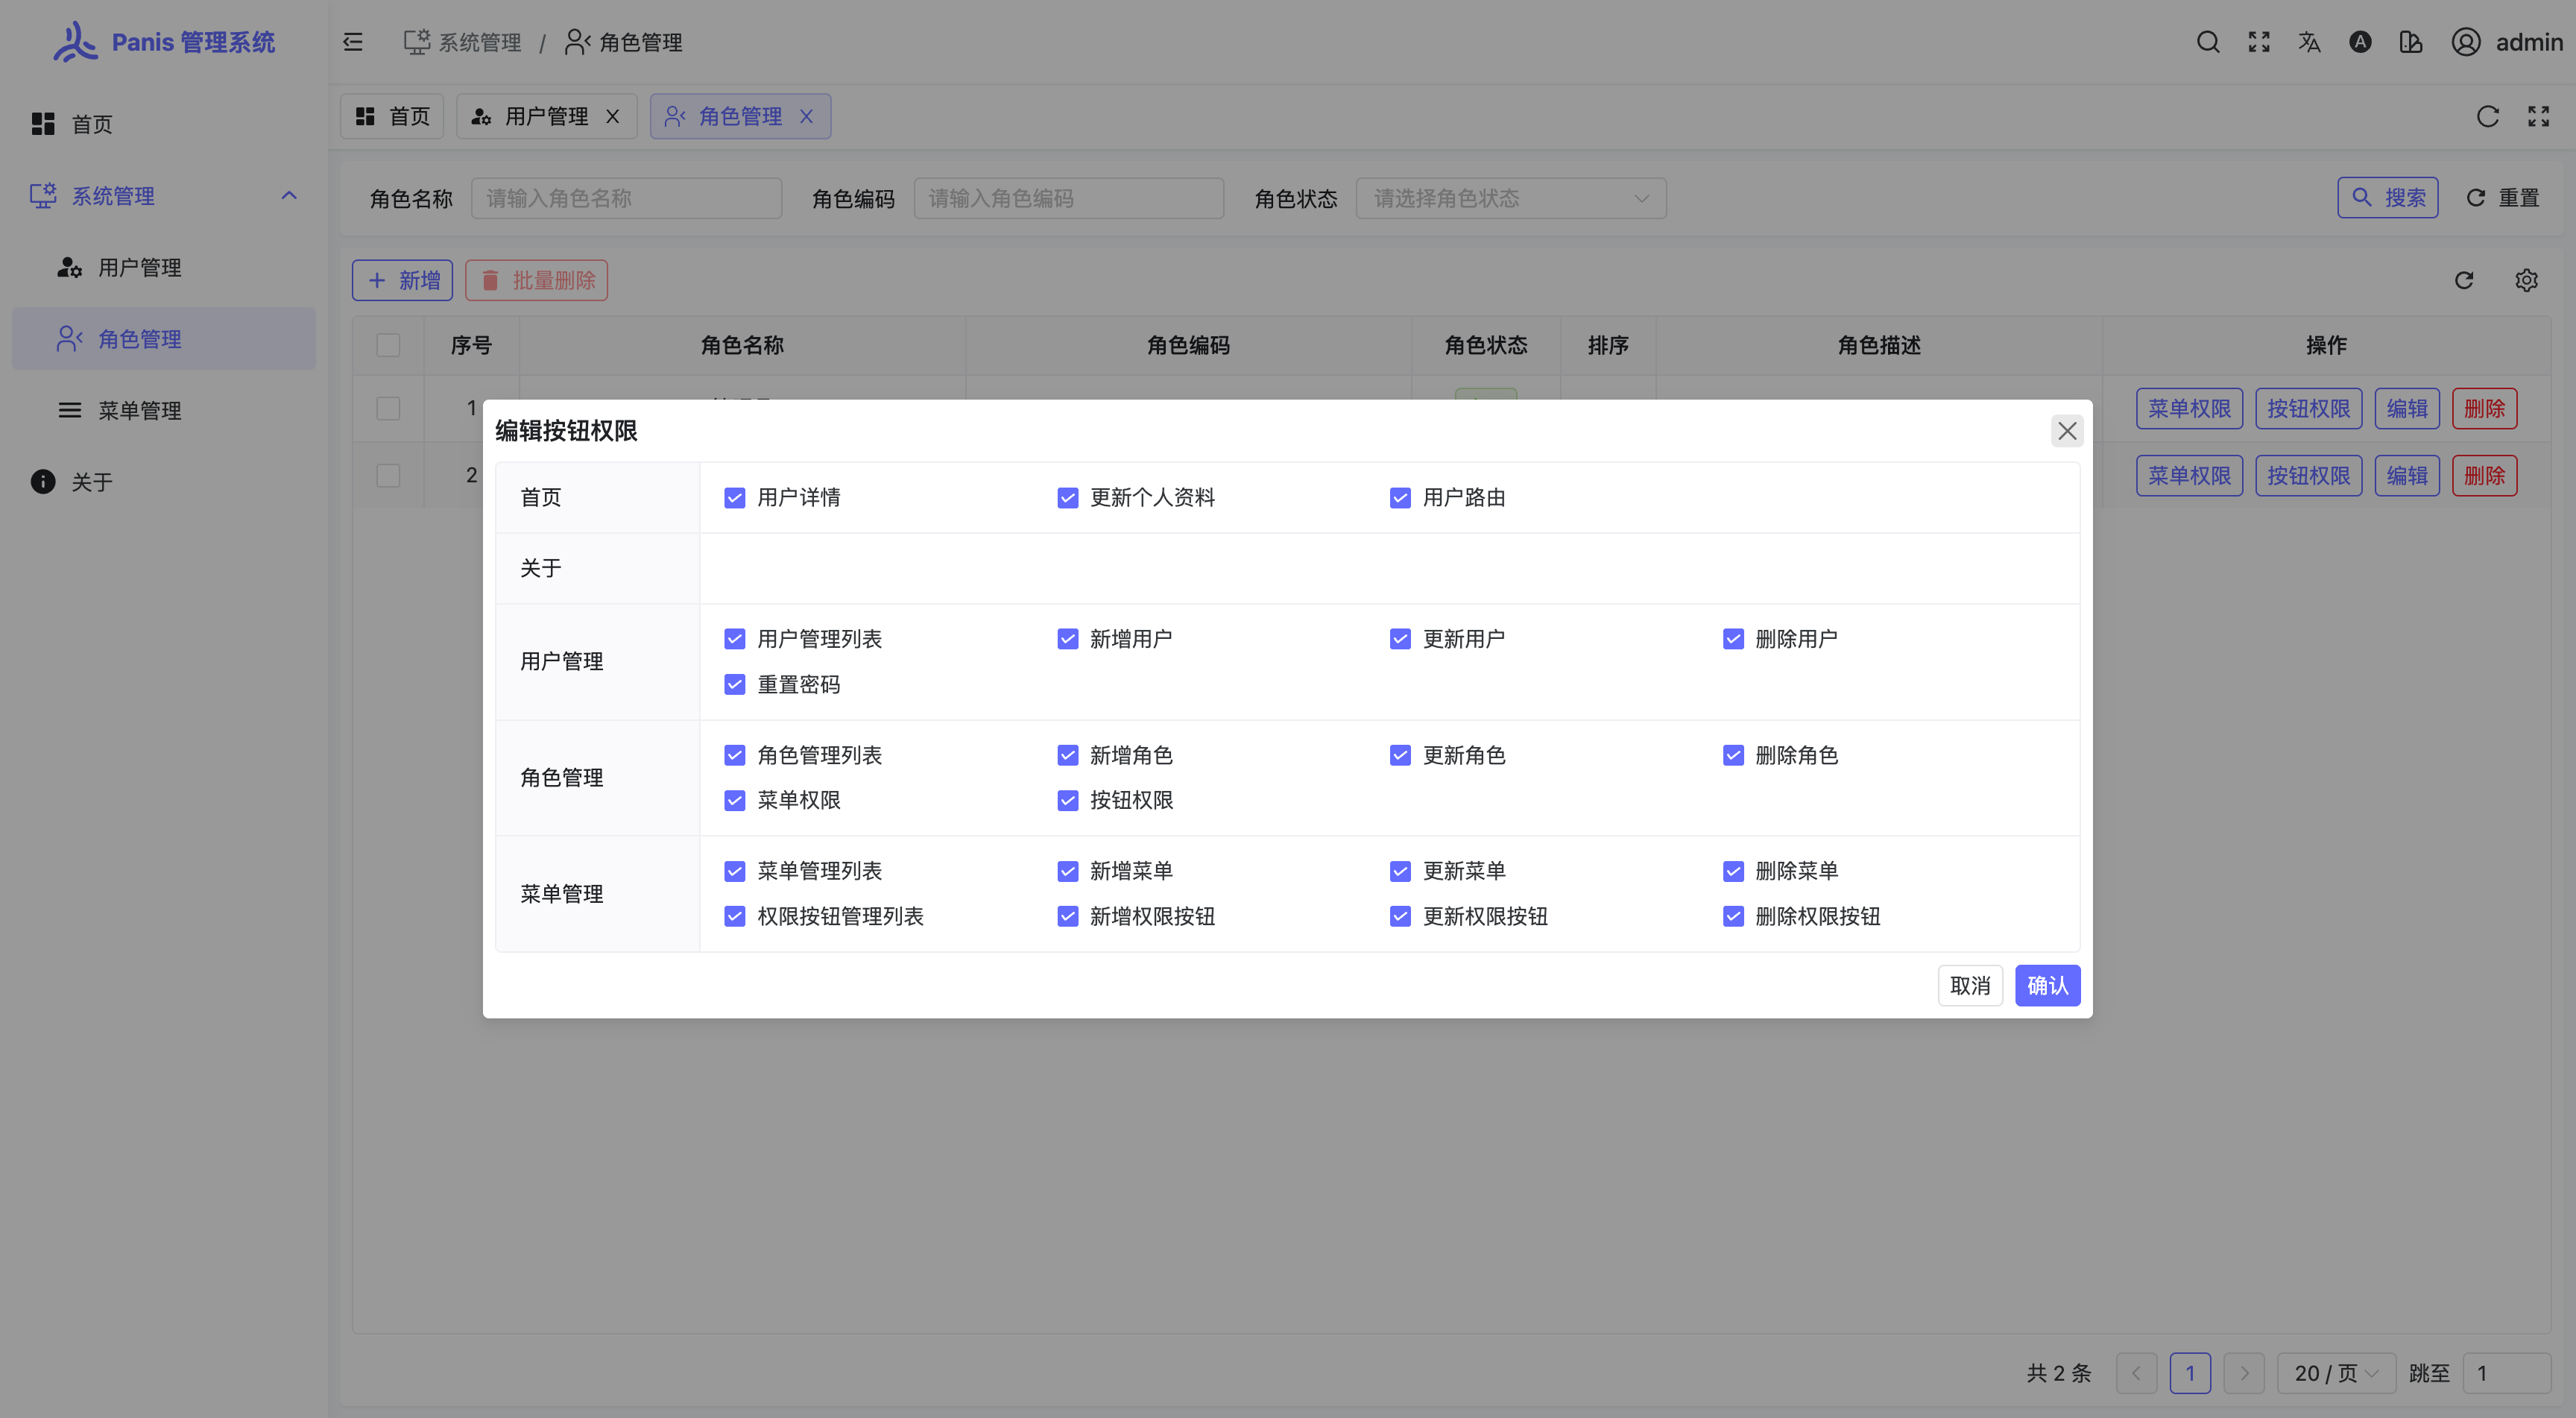 Panis 管理系统
系统管理 / 角色管理
admin
首页
系统管理
用户管理
角色管理
菜单管理
关于
首页 用户管理 角色管理
角色名称 请输入角色名称 角色编码 请输入角色编码 角色状态 请选择角色状态 搜索 重置
新增 批量删除
序号 角色名称 角色编码 角色状态 排序 角色描述 操作
1 菜单权限 按钮权限 编辑 删除
2 菜单权限 按钮权限 编辑 删除
编辑按钮权限
首页 用户详情 更新个人资料 用户路由
关于
用户管理 用户管理列表 新增用户 更新用户 删除用户
重置密码
角色管理 角色管理列表 新增角色 更新角色 删除角色
菜单权限 按钮权限
菜单管理 菜单管理列表 新增菜单 更新菜单 删除菜单
权限按钮管理列表 新增权限按钮 更新权限按钮 删除权限按钮
取消 确认
共 2 条 1 20 / 页 跳至 1